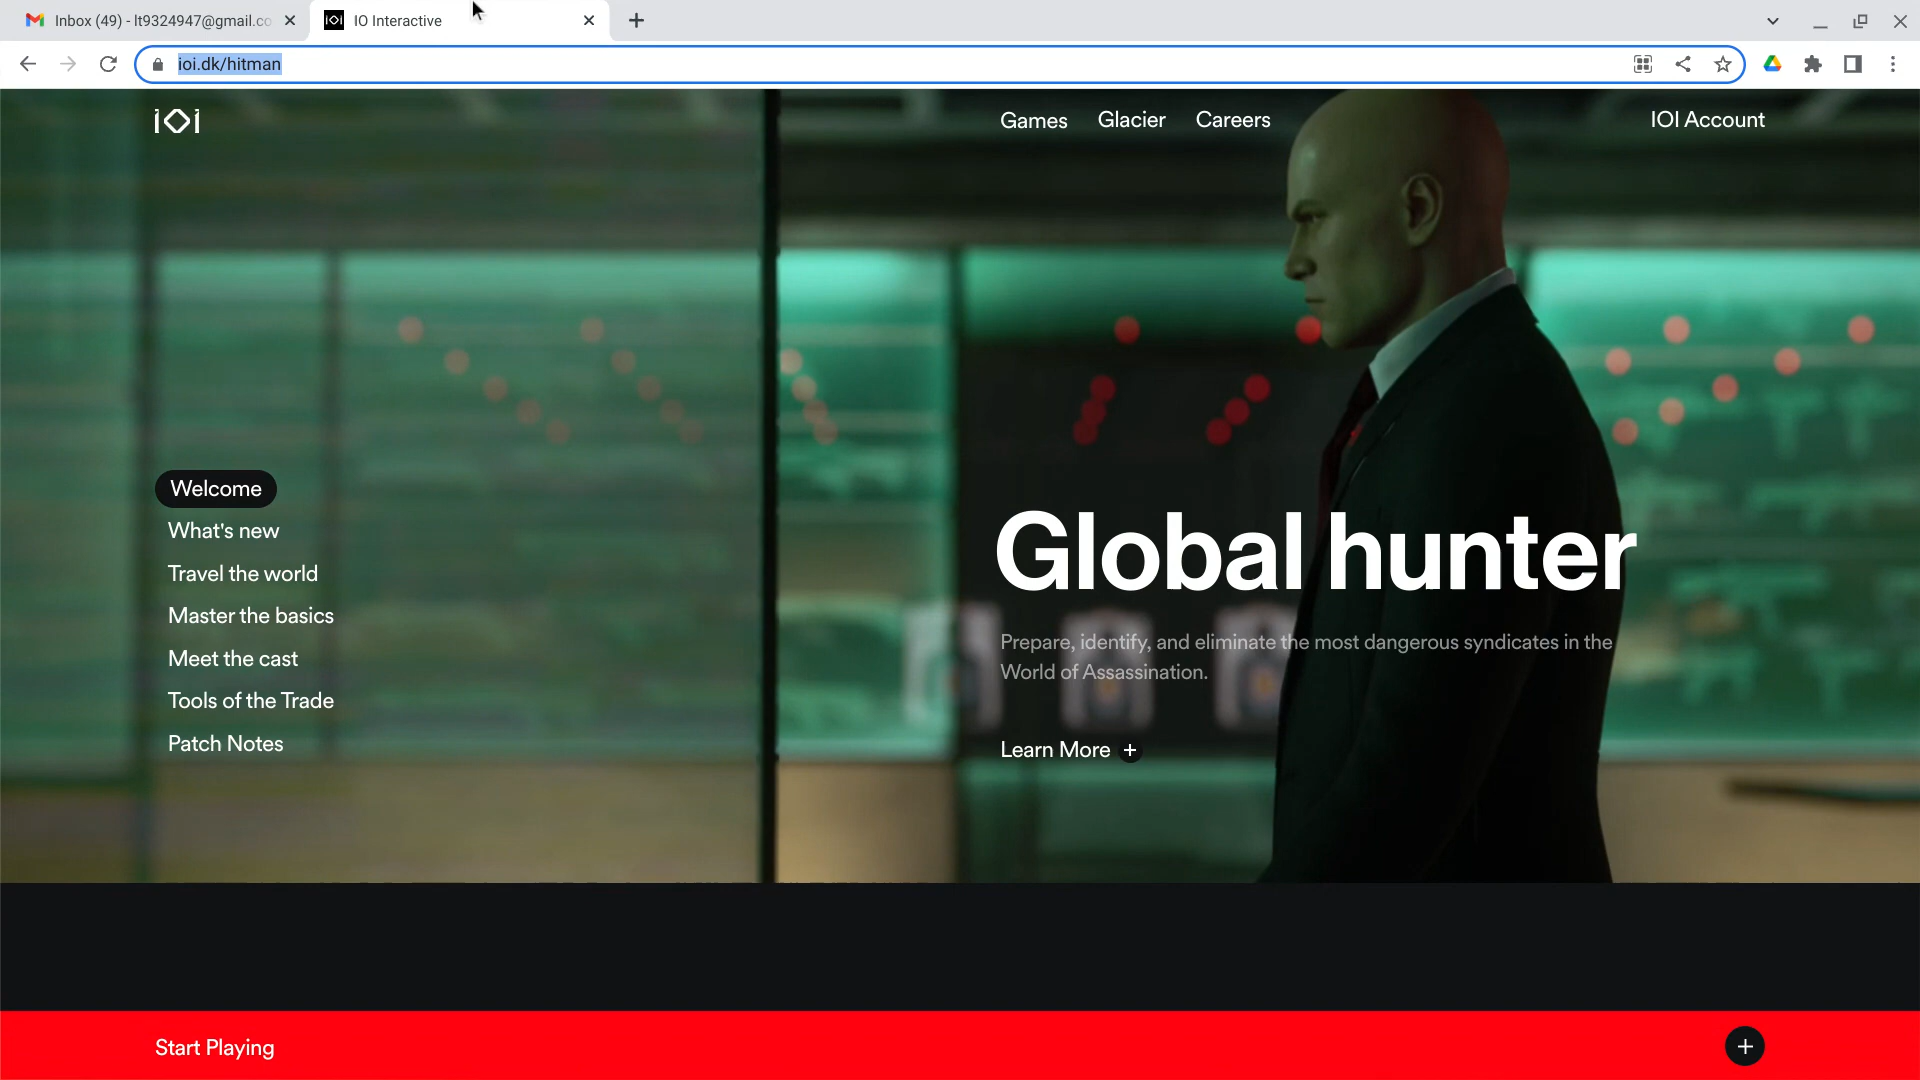 Inbox (49) - lt9324947@gmail.co
IO Interactive
ioi.dk/hitman
iOi
Games
Glacier
Careers
IOI Account
Welcome
What's new
Travel the world
Master the basics
Meet the cast
Tools of the Trade
Patch Notes
Global hunter
Prepare, identify, and eliminate the most dangerous syndicates in the
World of Assassination.
Learn More +
Start Playing